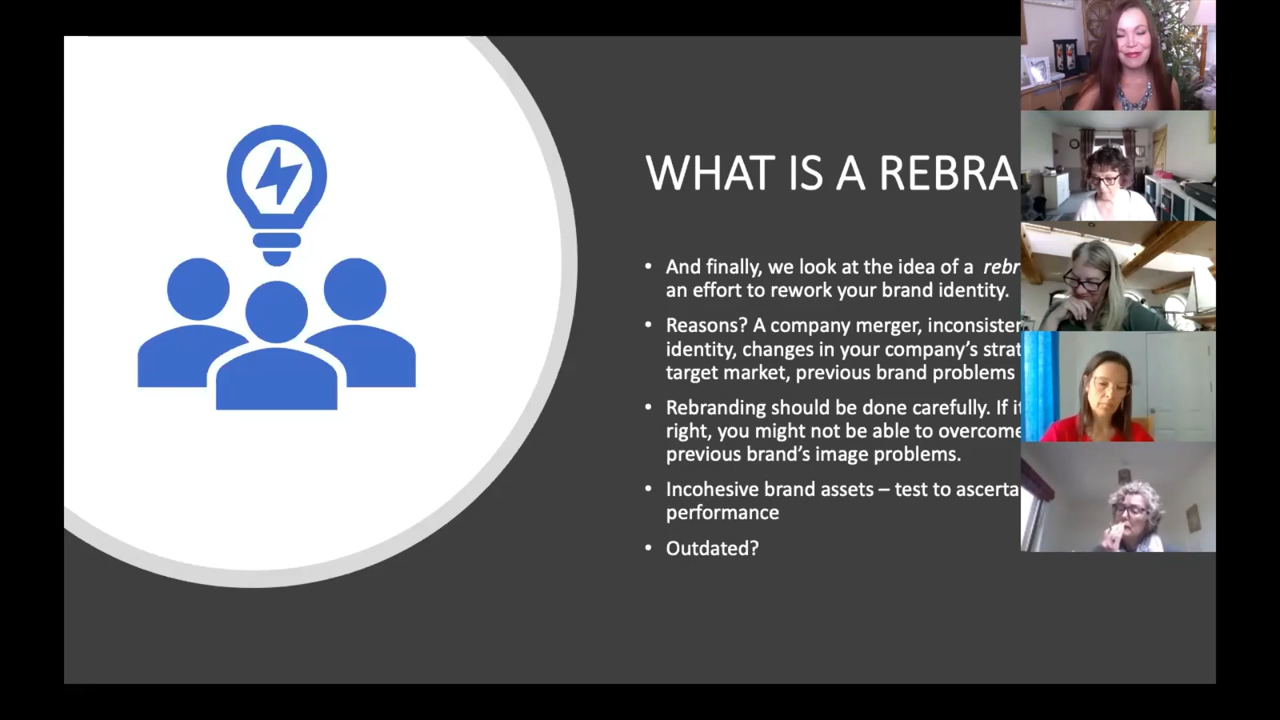 WHAT IS A REBRA
• And finally, we look at the idea of a rebr
an effort to rework your brand identity.
• Reasons? A company merger, inconsister
identity, changes in your company's strat
target market, previous brand problems
• Rebranding should be done carefully. If it
right, you might not be able to overcome
previous brand's image problems.
• Incohesive brand assets – test to ascerta
performance
• Outdated?